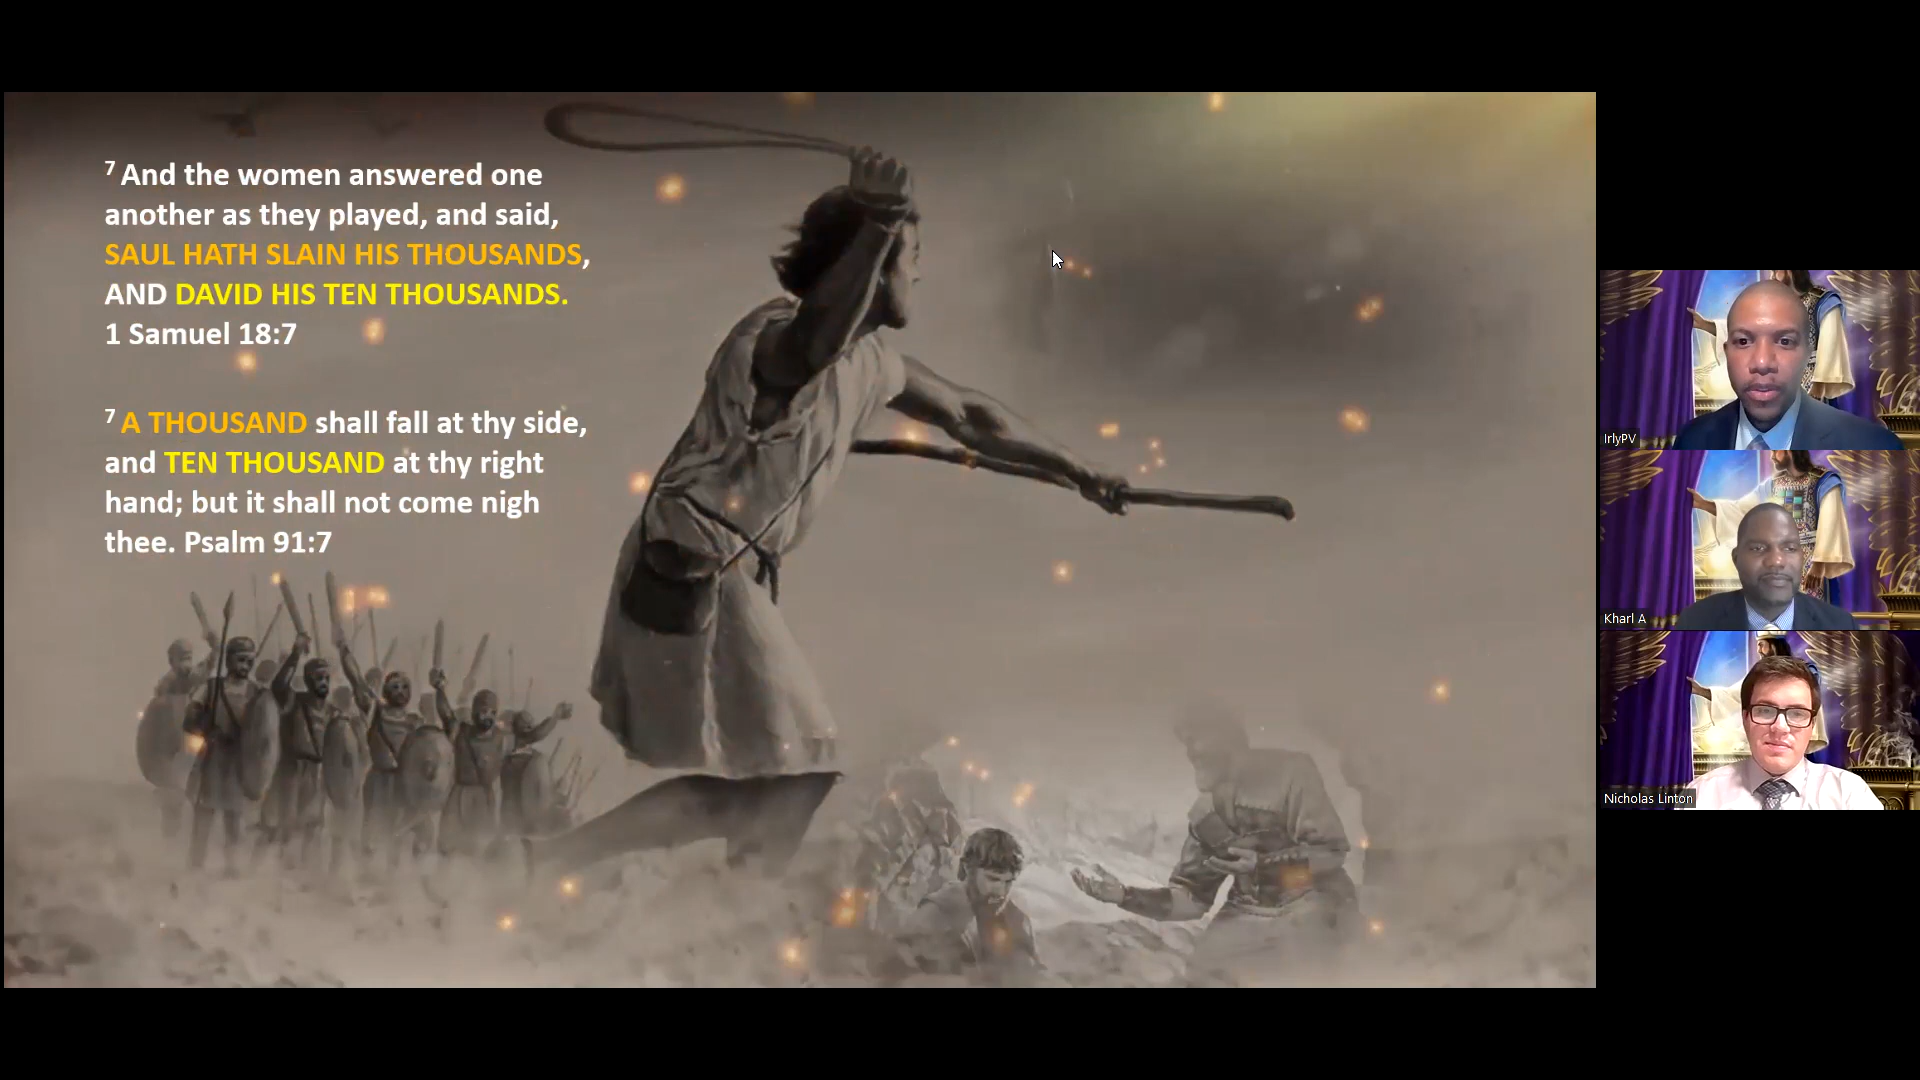 7 And the women answered one
another as they played, and said,
SAUL HATH SLAIN HIS THOUSANDS,
AND DAVID HIS TEN THOUSANDS.
1 Samuel 18:7
7 A THOUSAND shall fall at thy side,
and TEN THOUSAND at thy right
hand; but it shall not come nigh
thee. Psalm 91:7
IrlyPV
Kharl A
Nicholas Linton